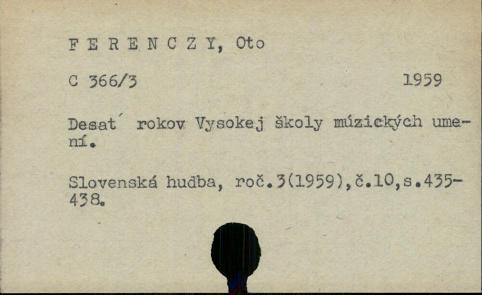 FERENCZY, Oto
C 366/3 1959
Desať rokov Vysokej školy múzických ume-
ní.
Slovenská hudba, roč.3(1959),č.10,s.435-
438.